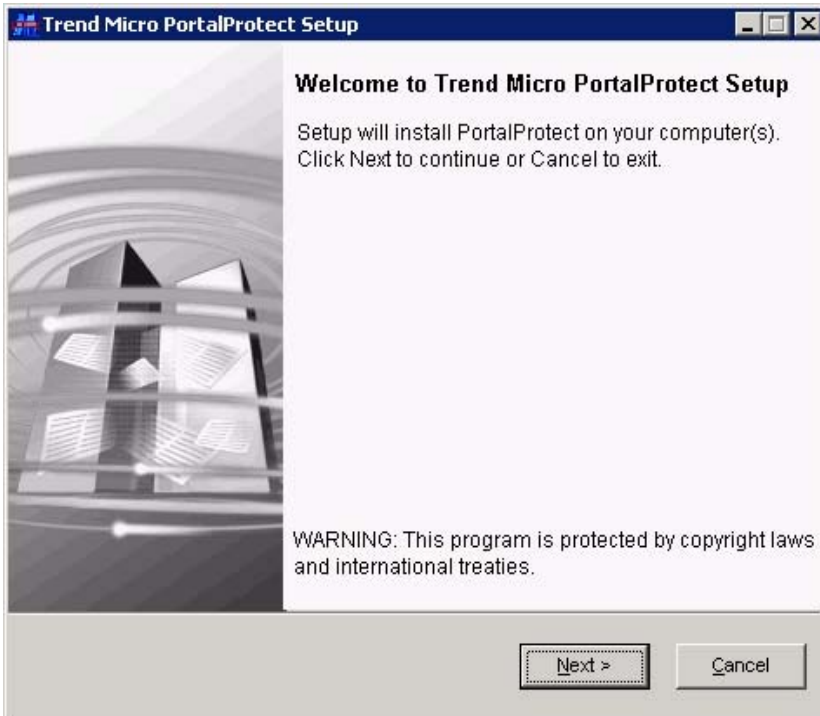 Trend Micro PortalProtect Setup
Welcome to Trend Micro PortalProtect Setup
Setup will install PortalProtect on your computer(s).
Click Next to continue or Cancel to exit.
WARNING: This program is protected by copyright laws
and international treaties.
Next >
Cancel